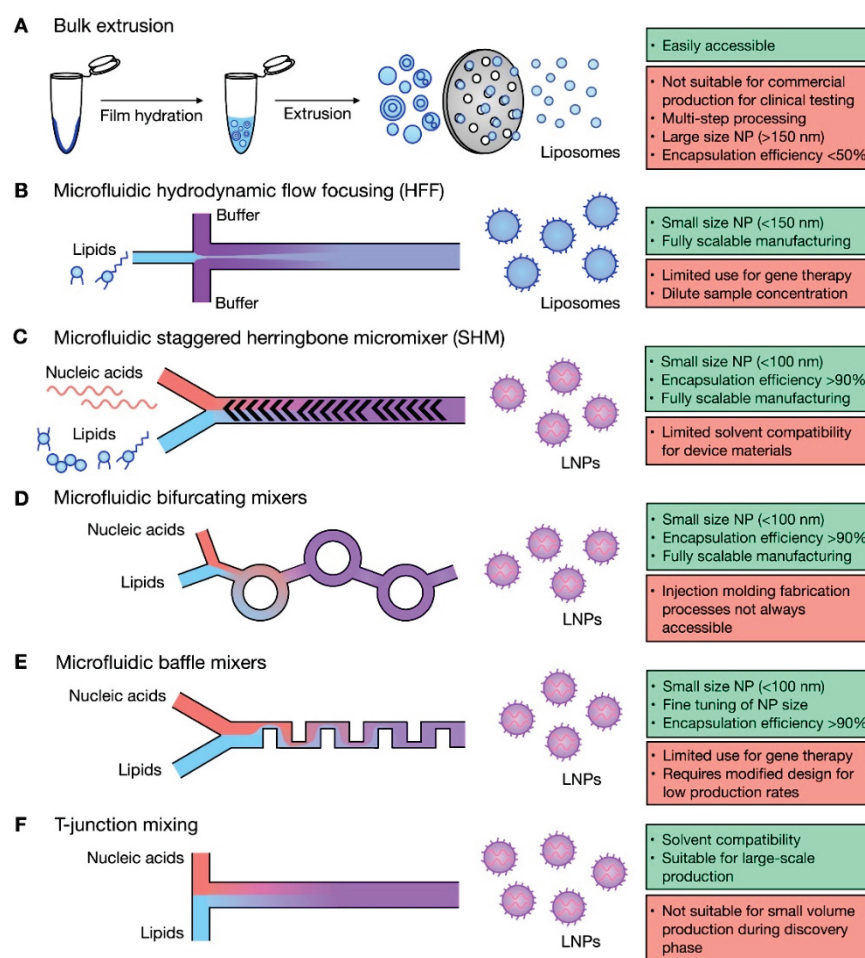 A Bulk extrusion
Film hydration
Extrusion
Liposomes
• Easily accessible
• Not suitable for commercial
production for clinical testing
• Multi-step processing
• Large size NP (>150 nm)
• Encapsulation efficiency <50%
B Microfluidic hydrodynamic flow focusing (HFF)
Buffer
Lipids
Buffer
Liposomes
• Small size NP (<150 nm)
• Fully scalable manufacturing
• Limited use for gene therapy
• Dilute sample concentration
C Microfluidic staggered herringbone micromixer (SHM)
Nucleic acids
Lipids
LNPs
• Small size NP (<100 nm)
• Encapsulation efficiency >90%
• Fully scalable manufacturing
• Limited solvent compatibility
for device materials
D Microfluidic bifurcating mixers
Nucleic acids
Lipids
LNPs
• Small size NP (<100 nm)
• Encapsulation efficiency >90%
• Fully scalable manufacturing
• Injection molding fabrication
processes not always
accessible
E Microfluidic baffle mixers
Nucleic acids
Lipids
LNPs
• Small size NP (<100 nm)
• Fine tuning of NP size
• Encapsulation efficiency >90%
• Limited use for gene therapy
• Requires modified design for
low production rates
F T-junction mixing
Nucleic acids
Lipids
LNPs
• Solvent compatibility
• Suitable for large-scale
production
• Not suitable for small volume
production during discovery
phase